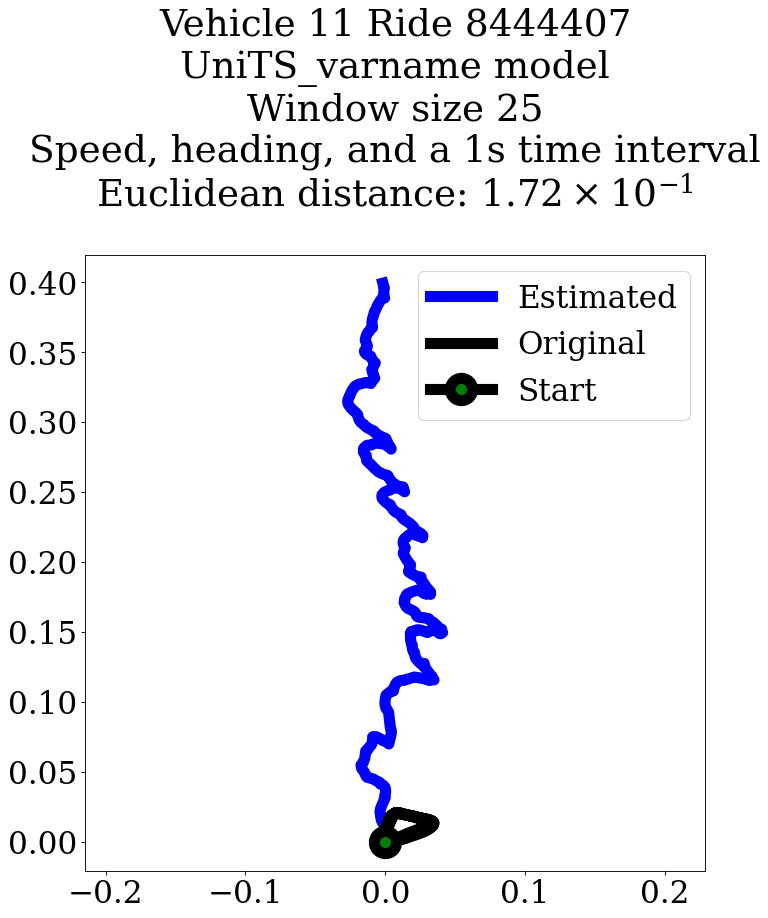 Vehicle 11 Ride 8444407
UniTS_varname model
Window size 25
Speed, heading, and a 1s time interval
Euclidean distance: 1.72 × 10⁻¹
Estimated
Original
Start
0.40
0.35
0.30
0.25
0.20
0.15
0.10
0.05
0.00
−0.2
−0.1
0.0
0.1
0.2